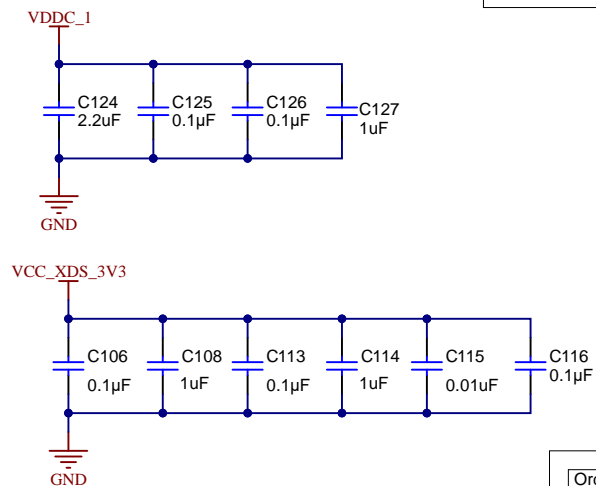 VDDC_1
C124
2.2uF
C125
0.1µF
C126
0.1µF
C127
1uF
GND
VCC_XDS_3V3
C106
0.1µF
C108
1uF
C113
0.1µF
C114
1uF
C115
0.01uF
C116
0.1µF
GND